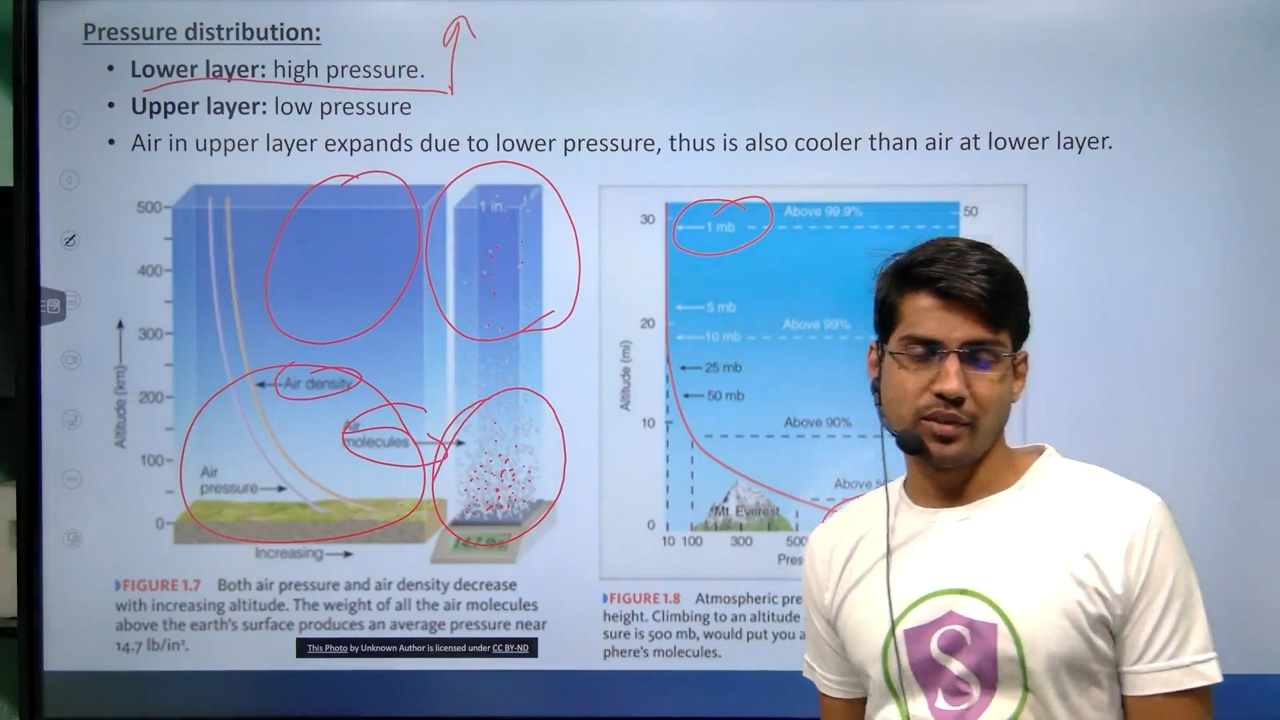 Pressure distribution:
• Lower layer: high pressure.
• Upper layer: low pressure
• Air in upper layer expands due to lower pressure, thus is also cooler than air at lower layer.
500
400
300
200
100
0
Altitude (km)
Air density
Air
molecules
Air
pressure
1 in.
14.7 lb
Increasing
FIGURE 1.7 Both air pressure and air density decrease
with increasing altitude. The weight of all the air molecules
above the earth's surface produces an average pressure near
14.7 lb/in².
This Photo by Unknown Author is licensed under CC BY-ND
30
20
10
0
Altitude (mi)
50
1 mb
Above 99.9%
5 mb
10 mb
Above 99%
25 mb
50 mb
Above 90%
Above
Mt. Everest
10 100 300 500
FIGURE 1.8 Atmospheric
height. Climbing to an altitude
sure is 500 mb, would put you a
phere's molecules.
S